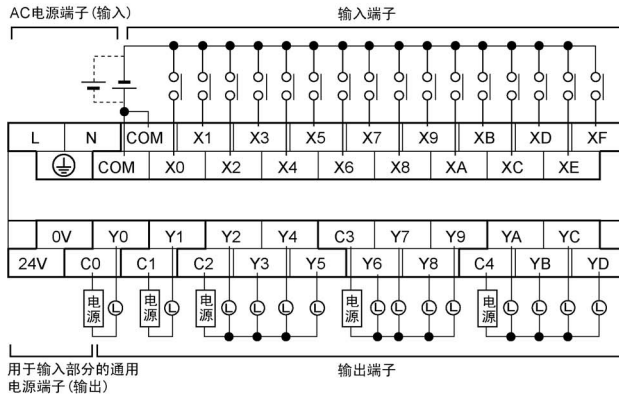 AC电源端子(输入) 输入端子
L N COM X1 X3 X5 X7 X9 XB XD XF
COM X0 X2 X4 X6 X8 XA XC XE
0V Y0 Y1 Y2 Y4 C3 Y7 Y9 YA YC
24V C0 C1 C2 Y3 Y5 Y6 Y8 C4 YB YD
电源 L 电源 L 电源 L L L L 电源 L L L L 电源 L L L L
用于输入部分的通用 输出端子
电源端子(输出)